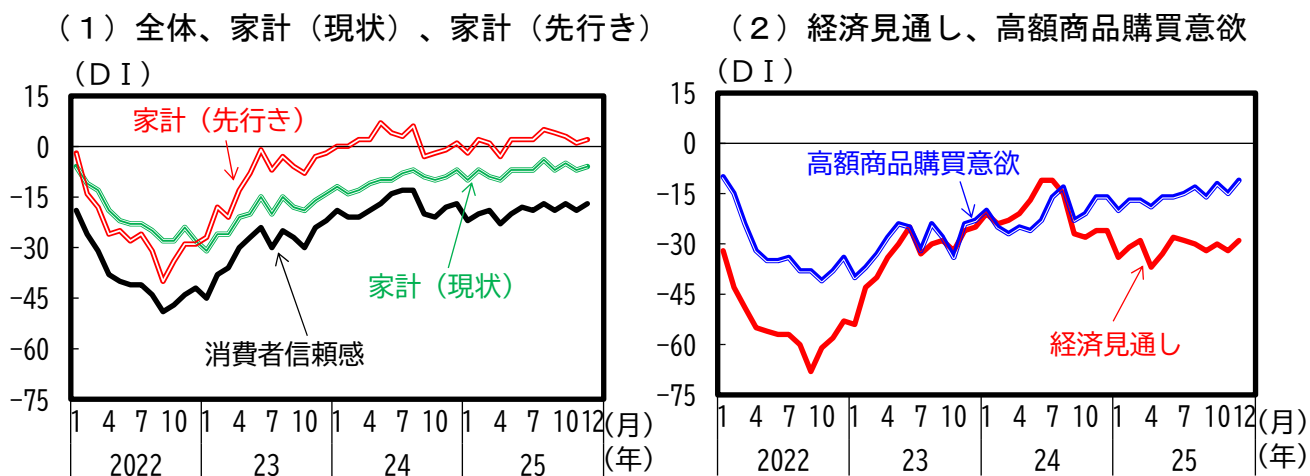 （１）全体、家計（現状）、家計（先行き）
（ＤＩ）
15
0
-15
-30
-45
-60
-75
家計（先行き）
家計（現状）
消費者信頼感
1 4 7 10 1 4 7 10 1 4 7 10 1 4 7 10 12 (月)
2022 23 24 25 (年)
（２）経済見通し、高額商品購買意欲
（ＤＩ）
15
0
-15
-30
-45
-60
-75
高額商品購買意欲
経済見通し
1 4 7 10 1 4 7 10 1 4 7 10 1 4 7 10 12 (月)
2022 23 24 25 (年)